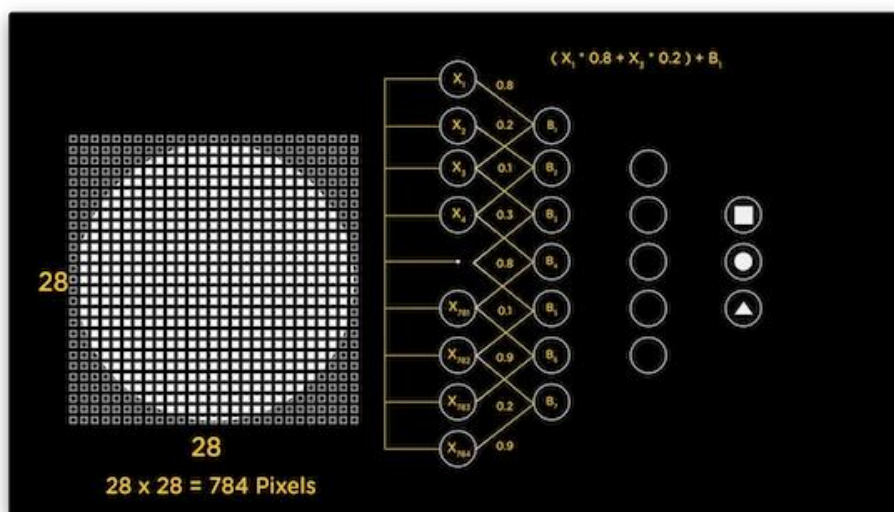 ( X₁ * 0.8 + X₃ * 0.2 ) + B₁
X₁
0.8
X₂
0.2
B₁
X₃
0.1
B₂
X₄
0.3
B₃
28
0.8
B₄
X₇₈₁
0.1
B₅
X₇₈₂
0.9
B₆
X₇₈₃
0.2
B₇
X₇₈₄
0.9
28
28 x 28 = 784 Pixels